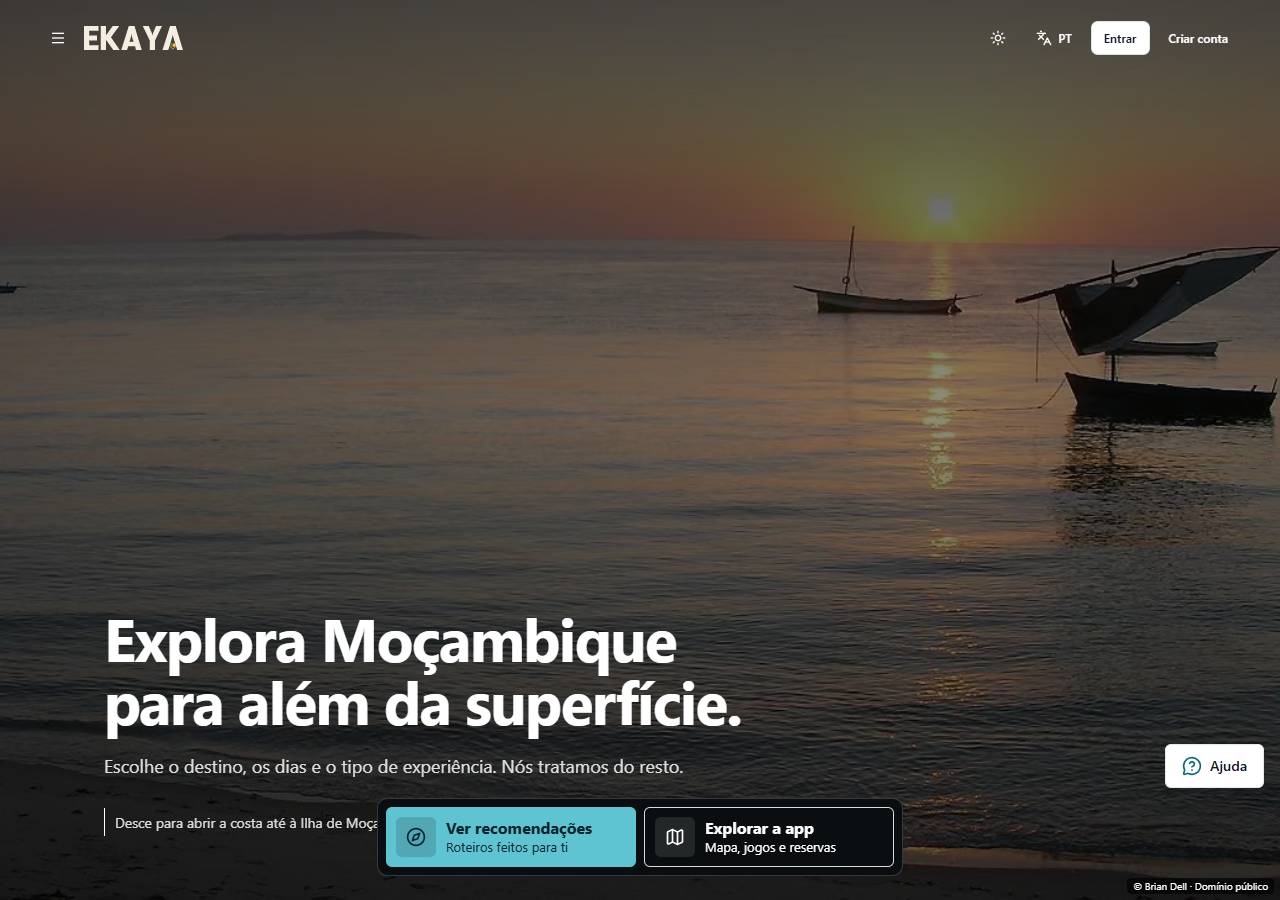 EKAYA
PT
Entrar
Criar conta
Explora Moçambique
para além da superfície.
Escolhe o destino, os dias e o tipo de experiência. Nós tratamos do resto.
Ajuda
Desce para abrir a costa até à Ilha de
Ver recomendações
Roteiros feitos para ti
Explorar a app
Mapa, jogos e reservas
© Brian Dell · Domínio público